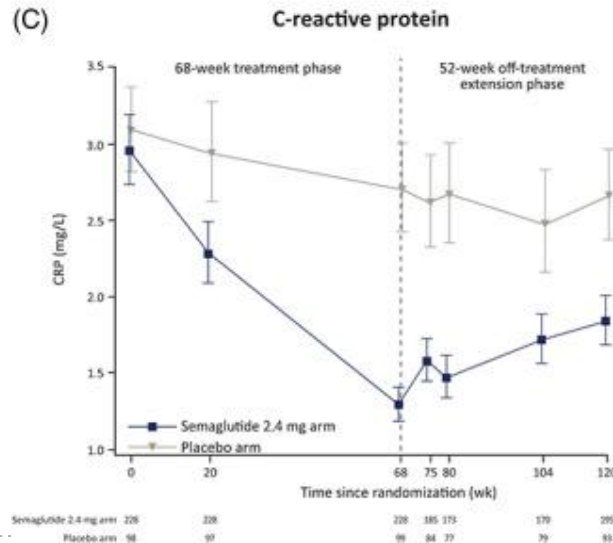 (C)
C-reactive protein
68-week treatment phase
52-week off-treatment
extension phase
CRP (mg/L)
3.5
3.0
2.5
2.0
1.5
1.0
Semaglutide 2.4 mg arm
Placebo arm
0 20 68 75 80 104 120
Time since randomization (wk)
Semaglutide 2.4 mg arm 228 228 228 185 173 179 195
Placebo arm 98 97 99 84 77 79 93